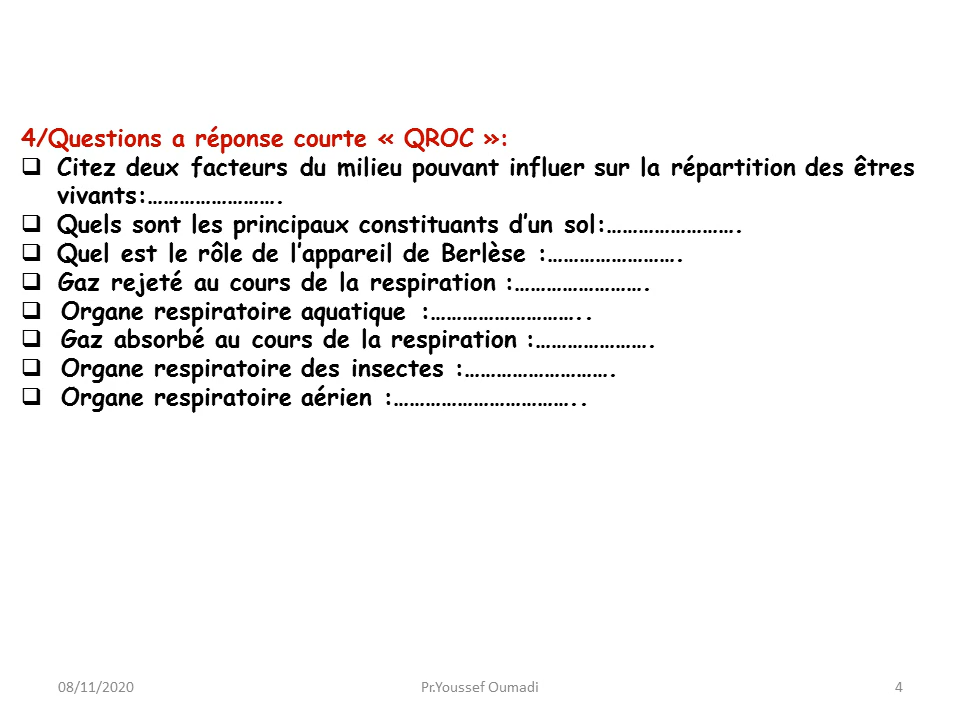 4/Questions a réponse courte « QROC »:
❑ Citez deux facteurs du milieu pouvant influer sur la répartition des êtres
vivants:…………………….
❑ Quels sont les principaux constituants d’un sol:…………………….
❑ Quel est le rôle de l’appareil de Berlèse :…………………….
❑ Gaz rejeté au cours de la respiration :…………………….
❑ Organe respiratoire aquatique :………………………..
❑ Gaz absorbé au cours de la respiration :………………….
❑ Organe respiratoire des insectes :……………………….
❑ Organe respiratoire aérien :……………………………..
08/11/2020
Pr.Youssef Oumadi
4